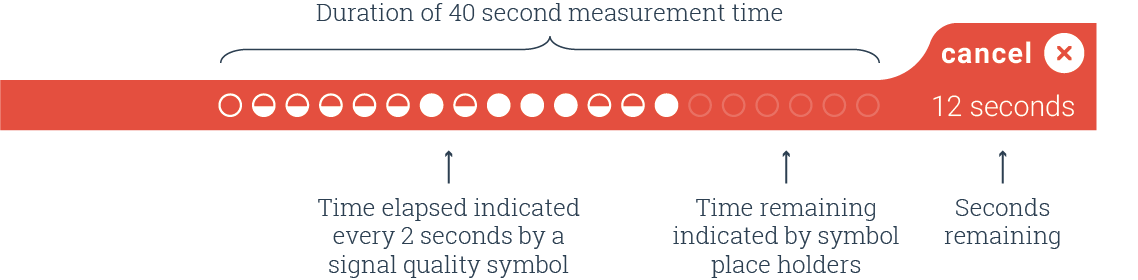 Duration of 40 second measurement time
cancel
12 seconds
Time elapsed indicated
every 2 seconds by a
signal quality symbol
Time remaining
indicated by symbol
place holders
Seconds
remaining